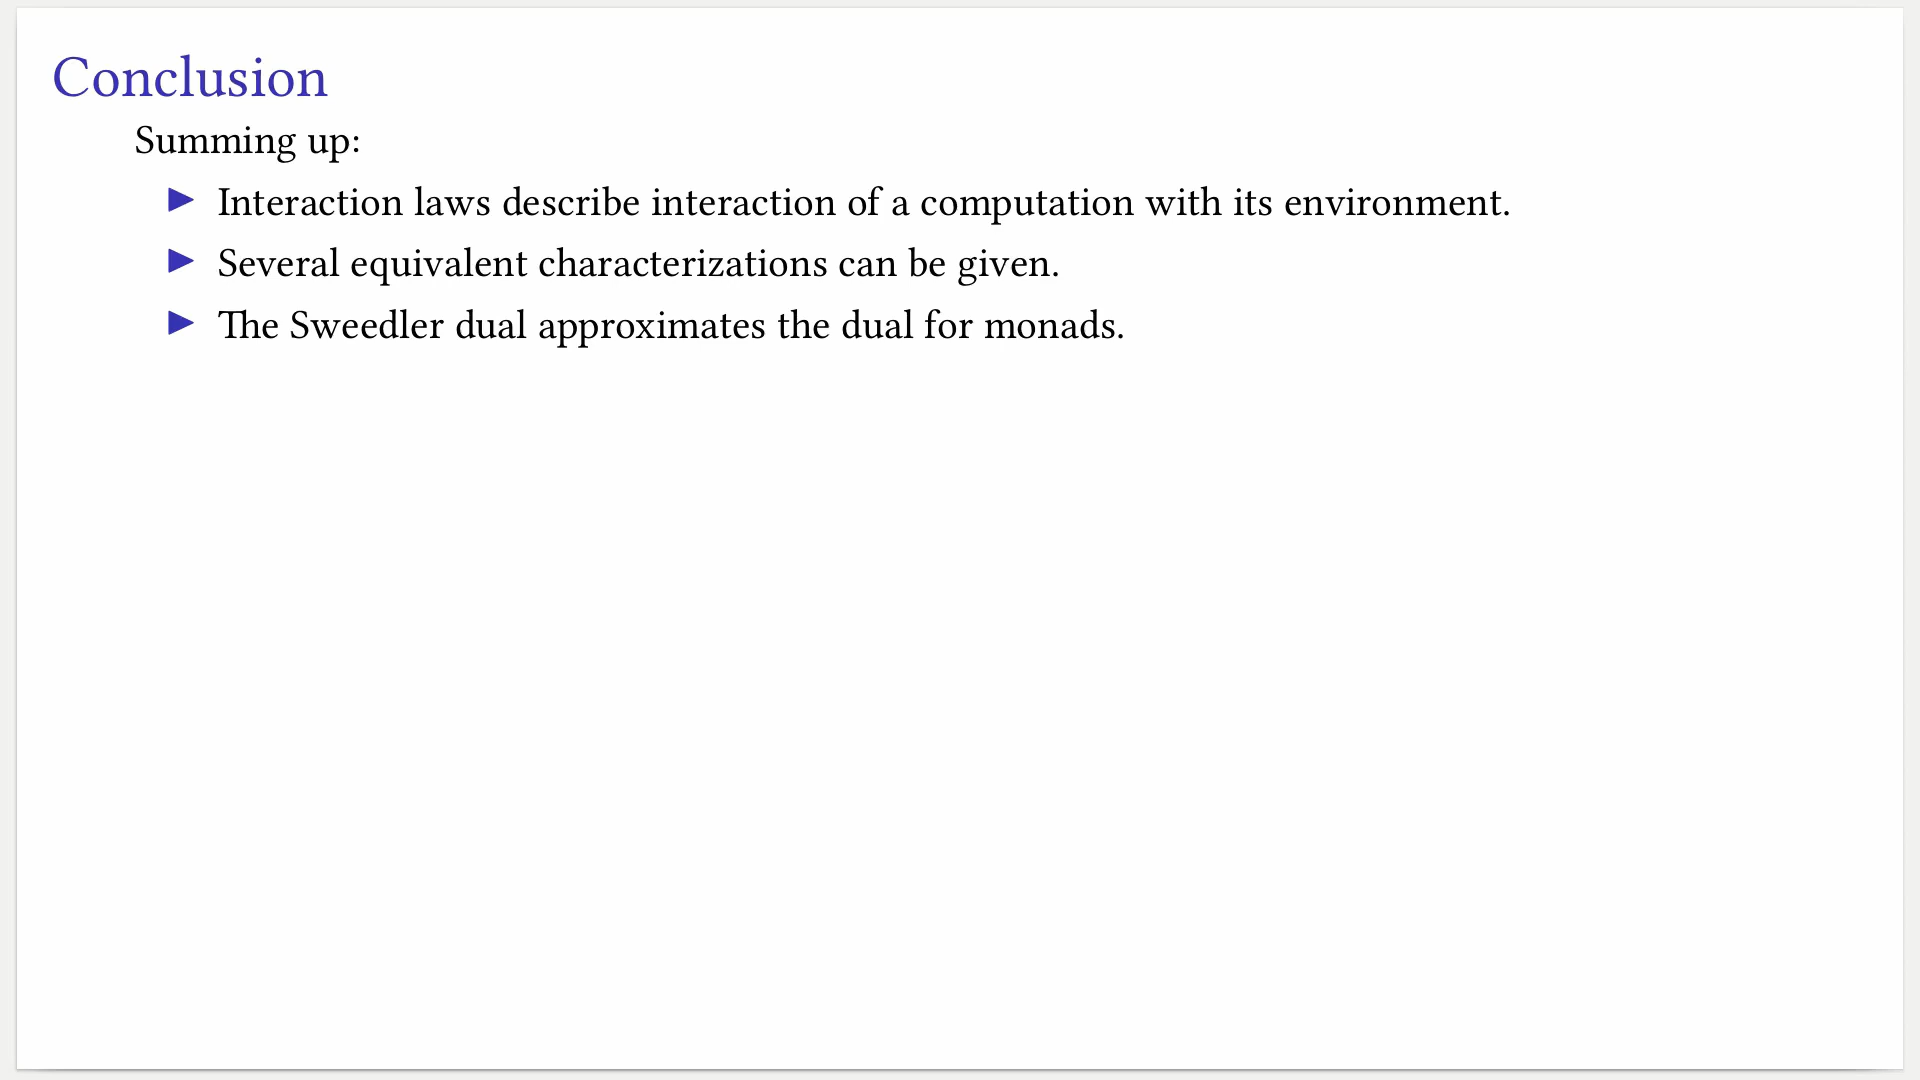 Conclusion
Summing up:
▶ Interaction laws describe interaction of a computation with its environment.
▶ Several equivalent characterizations can be given.
▶ The Sweedler dual approximates the dual for monads.